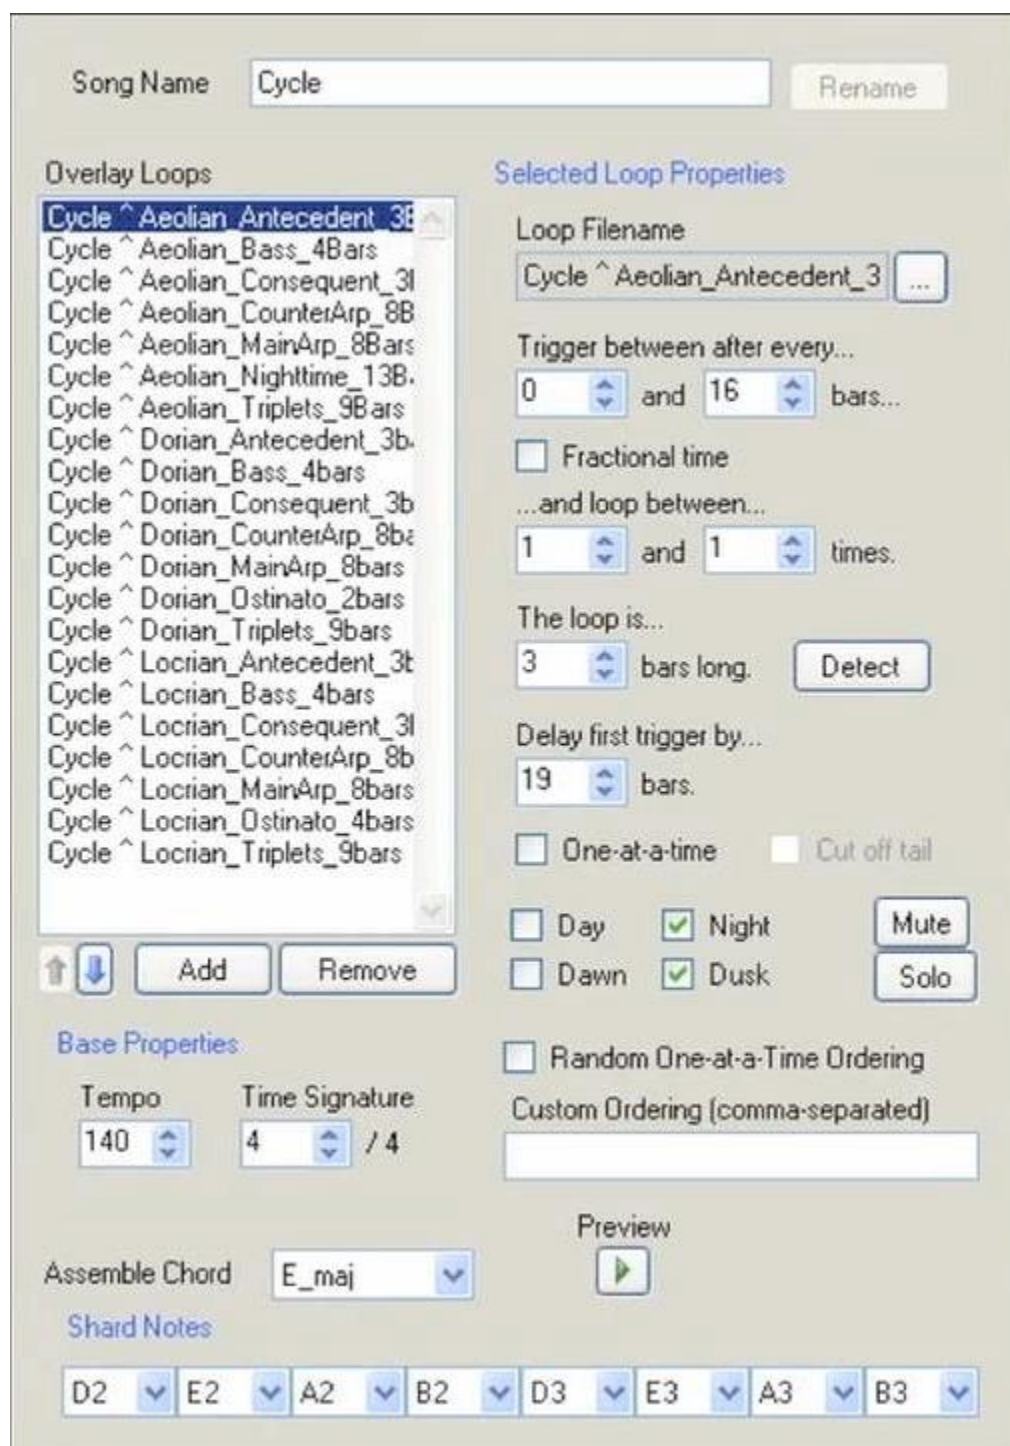 Song Name Cycle Rename
Overlay Loops
Cycle ^ Aeolian_Antecedent_3B
Cycle ^ Aeolian_Bass_4Bars
Cycle ^ Aeolian_Consequent_3
Cycle ^ Aeolian_CounterArp_8B
Cycle ^ Aeolian_MainArp_8Bars
Cycle ^ Aeolian_Nighttime_13B
Cycle ^ Aeolian_Triplets_9Bars
Cycle ^ Dorian_Antecedent_3b
Cycle ^ Dorian_Bass_4bars
Cycle ^ Dorian_Consequent_3b
Cycle ^ Dorian_CounterArp_8ba
Cycle ^ Dorian_MainArp_8bars
Cycle ^ Dorian_Ostinato_2bars
Cycle ^ Dorian_Triplets_9bars
Cycle ^ Locrian_Antecedent_3b
Cycle ^ Locrian_Bass_4bars
Cycle ^ Locrian_Consequent_3
Cycle ^ Locrian_CounterArp_8b
Cycle ^ Locrian_MainArp_8bars
Cycle ^ Locrian_Ostinato_4bars
Cycle ^ Locrian_Triplets_9bars
Add Remove
Selected Loop Properties
Loop Filename
Cycle ^ Aeolian_Antecedent_3 ...
Trigger between after every...
0 and 16 bars...
Fractional time
...and loop between...
1 and 1 times.
The loop is...
3 bars long. Detect
Delay first trigger by...
19 bars.
One-at-a-time Cut off tail
Day Night Mute
Dawn Dusk Solo
Base Properties
Tempo Time Signature
140 4 / 4
Random One-at-a-Time Ordering
Custom Ordering (comma-separated)
Preview
Assemble Chord E_maj
Shard Notes
D2 E2 A2 B2 D3 E3 A3 B3